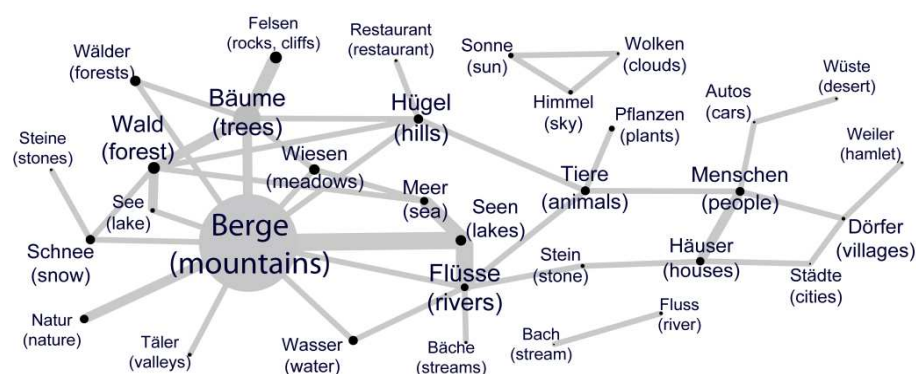 Felsen
(rocks, cliffs)
Restaurant
(restaurant)
Sonne
(sun)
Wolken
(clouds)
Wälder
(forests)
Wüste
(desert)
Bäume
(trees)
Hügel
(hills)
Himmel
(sky)
Pflanzen
(plants)
Autos
(cars)
Wald
(forest)
Steine
(stones)
Wiesen
(meadows)
Weiler
(hamlet)
Meer
(sea)
Tiere
(animals)
Menschen
(people)
See
(lake)
Berge
(mountains)
Seen
(lakes)
Schnee
(snow)
Flüsse
(rivers)
Stein
(stone)
Häuser
(houses)
Dörfer
(villages)
Städte
(cities)
Natur
(nature)
Täler
(valleys)
Wasser
(water)
Bäche
(streams)
Bach
(stream)
Fluss
(river)